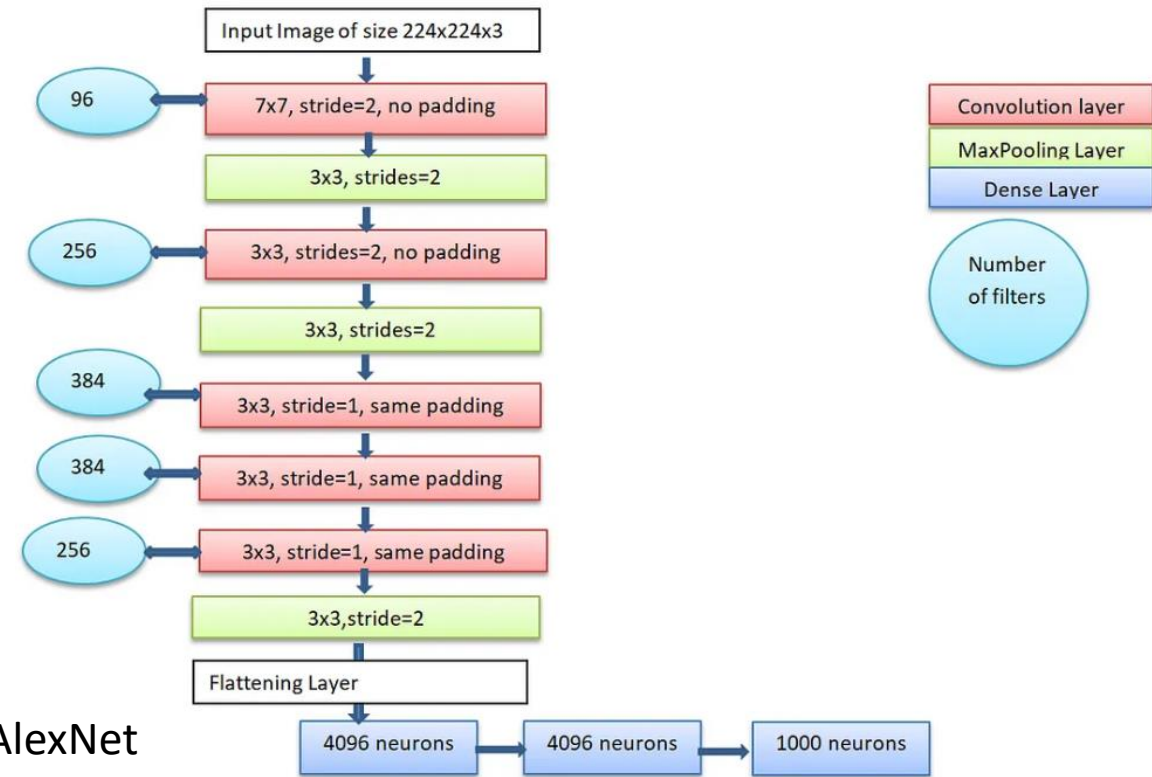 Input Image of size 224x224x3
96
7x7, stride=2, no padding
3x3, strides=2
256
3x3, strides=2, no padding
3x3, strides=2
384
3x3, stride=1, same padding
384
3x3, stride=1, same padding
256
3x3, stride=1, same padding
3x3,stride=2
Flattening Layer
AlexNet
4096 neurons
4096 neurons
1000 neurons
Convolution layer
MaxPooling Layer
Dense Layer
Number
of filters